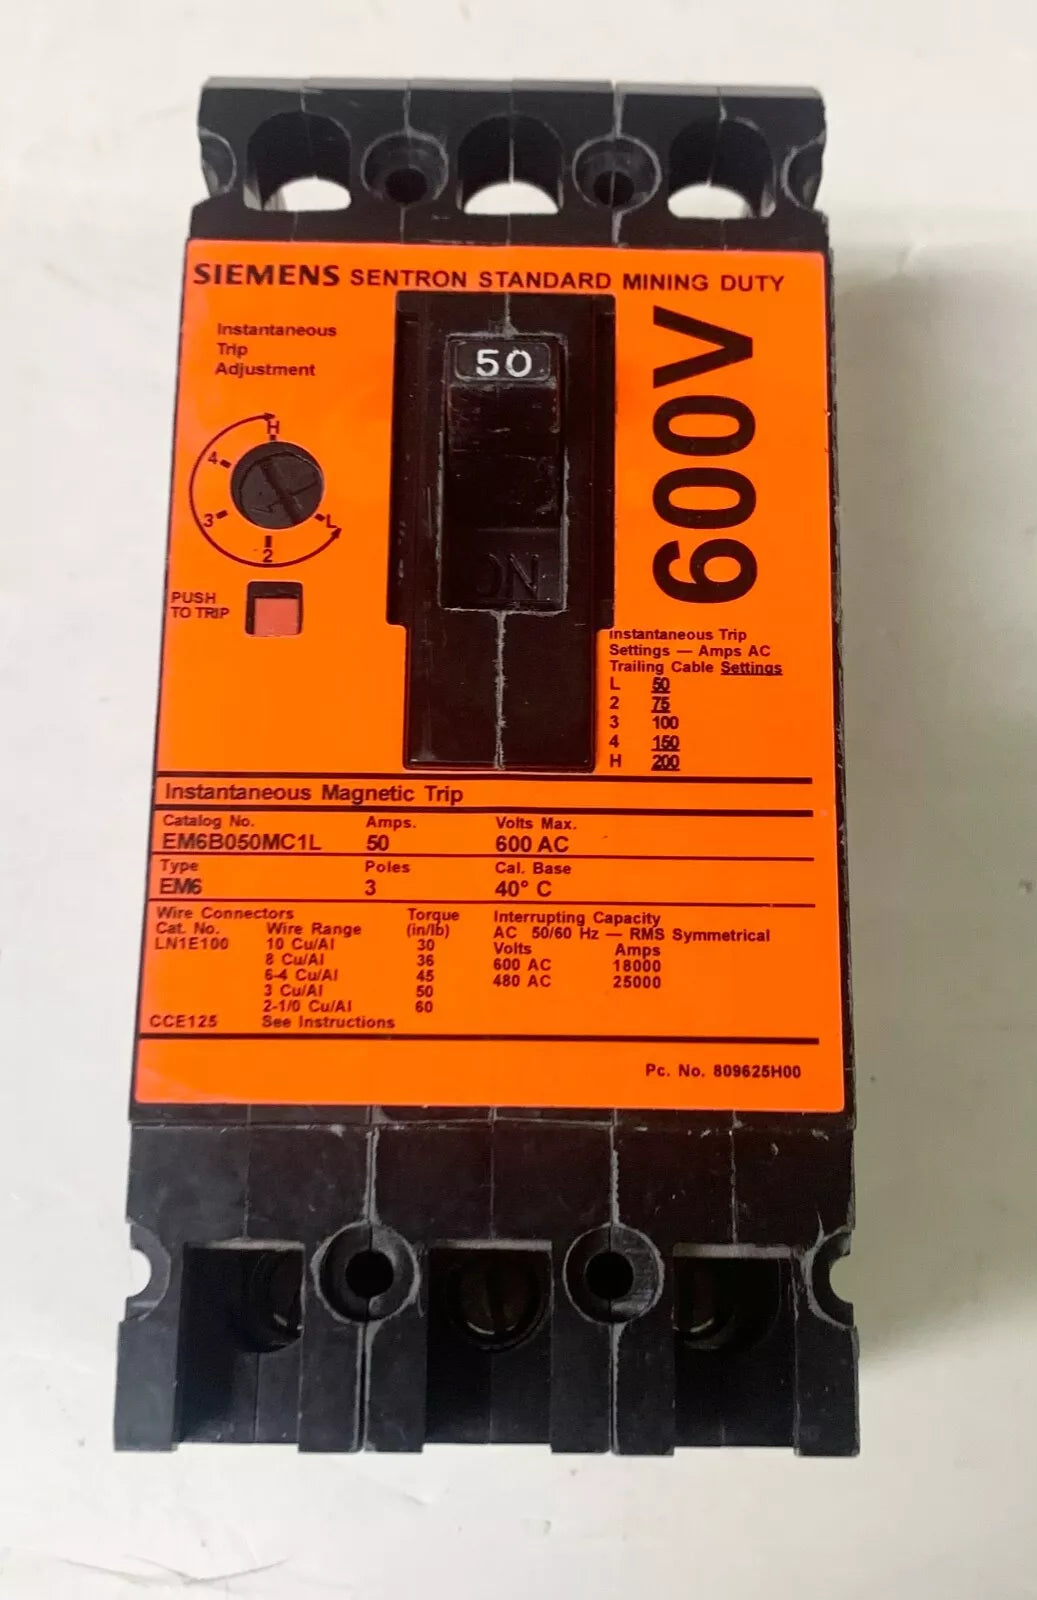 SIEMENS SENTRON STANDARD MINING DUTY
Instantaneous
Trip
Adjustment
H
4
3
2
L
PUSH
TO TRIP
50
ON
600V
Instantaneous Trip
Settings — Amps AC
Trailing Cable Settings
L 50
2 75
3 100
4 150
H 200
Instantaneous Magnetic Trip
Catalog No. Amps. Volts Max.
EM6B050MC1L 50 600 AC
Type Poles Cal. Base
EM6 3 40° C
Wire Connectors
Cat. No. Wire Range Torque (in/lb)
LN1E100 10 Cu/Al 30
8 Cu/Al 36
6-4 Cu/Al 45
3 Cu/Al 50
2-1/0 Cu/Al 60
CCE125 See Instructions
Interrupting Capacity
AC 50/60 Hz — RMS Symmetrical
Volts Amps
600 AC 18000
480 AC 25000
Pc. No. 809625H00